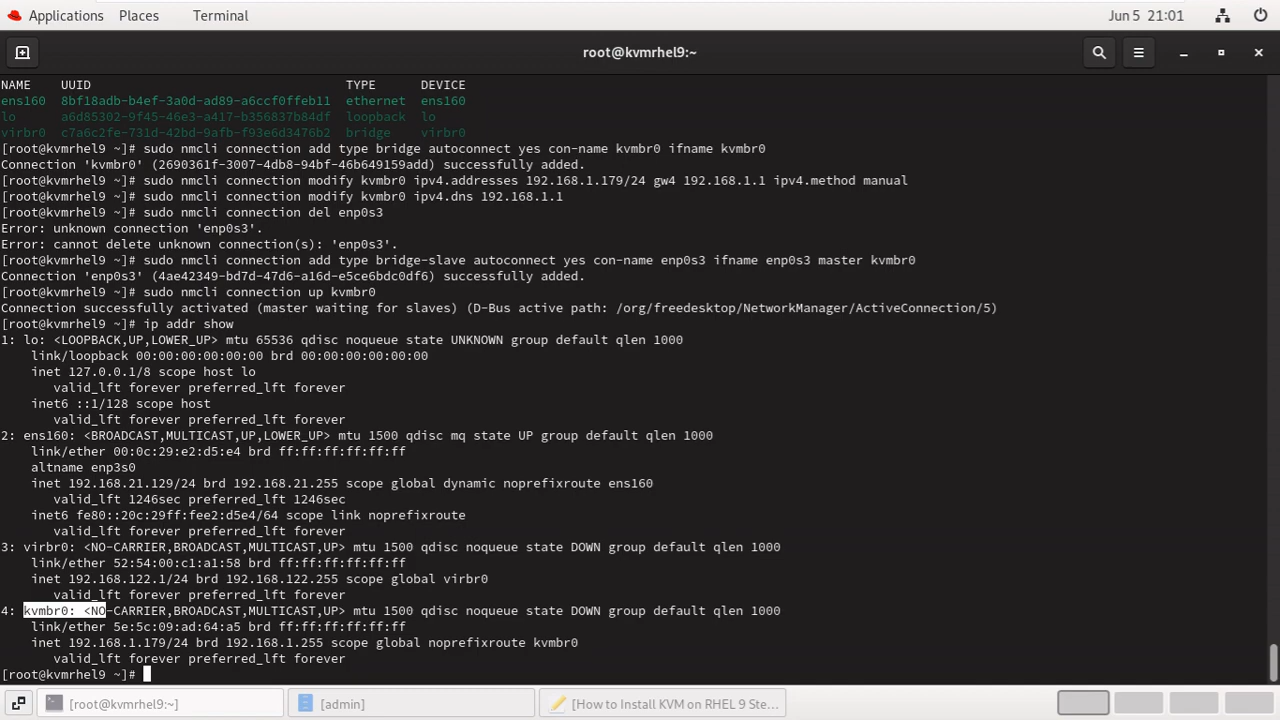 Applications Places Terminal Jun 5 21:01
root@kvmrhel9:~
NAME UUID TYPE DEVICE
ens160 8bf18adb-b4ef-3a0d-ad89-a6ccf0ffeb11 ethernet ens160
lo a6d85302-9f45-46e3-a417-b356837b84df loopback lo
virbr0 c7a6c2fe-731d-42bd-9afb-f93e6d3476b2 bridge virbr0
[root@kvmrhel9 ~]# sudo nmcli connection add type bridge autoconnect yes con-name kvmbr0 ifname kvmbr0
Connection 'kvmbr0' (2690361f-3007-4db8-94bf-46b649159add) successfully added.
[root@kvmrhel9 ~]# sudo nmcli connection modify kvmbr0 ipv4.addresses 192.168.1.179/24 gw4 192.168.1.1 ipv4.method manual
[root@kvmrhel9 ~]# sudo nmcli connection modify kvmbr0 ipv4.dns 192.168.1.1
[root@kvmrhel9 ~]# sudo nmcli connection del enp0s3
Error: unknown connection 'enp0s3'.
Error: cannot delete unknown connection(s): 'enp0s3'.
[root@kvmrhel9 ~]# sudo nmcli connection add type bridge-slave autoconnect yes con-name enp0s3 ifname enp0s3 master kvmbr0
Connection 'enp0s3' (4ae42349-bd7d-47d6-a16d-e5ce6bdc0df6) successfully added.
[root@kvmrhel9 ~]# sudo nmcli connection up kvmbr0
Connection successfully activated (master waiting for slaves) (D-Bus active path: /org/freedesktop/NetworkManager/ActiveConnection/5)
[root@kvmrhel9 ~]# ip addr show
1: lo: <LOOPBACK,UP,LOWER_UP> mtu 65536 qdisc noqueue state UNKNOWN group default qlen 1000
link/loopback 00:00:00:00:00:00 brd 00:00:00:00:00:00
inet 127.0.0.1/8 scope host lo
valid_lft forever preferred_lft forever
inet6 ::1/128 scope host
valid_lft forever preferred_lft forever
2: ens160: <BROADCAST,MULTICAST,UP,LOWER_UP> mtu 1500 qdisc mq state UP group default qlen 1000
link/ether 00:0c:29:e2:d5:e4 brd ff:ff:ff:ff:ff:ff
altname enp3s0
inet 192.168.21.129/24 brd 192.168.21.255 scope global dynamic noprefixroute ens160
valid_lft 1246sec preferred_lft 1246sec
inet6 fe80::20c:29ff:fee2:d5e4/64 scope link noprefixroute
valid_lft forever preferred_lft forever
3: virbr0: <NO-CARRIER,BROADCAST,MULTICAST,UP> mtu 1500 qdisc noqueue state DOWN group default qlen 1000
link/ether 52:54:00:c1:a1:58 brd ff:ff:ff:ff:ff:ff
inet 192.168.122.1/24 brd 192.168.122.255 scope global virbr0
valid_lft forever preferred_lft forever
4: kvmbr0: <NO-CARRIER,BROADCAST,MULTICAST,UP> mtu 1500 qdisc noqueue state DOWN group default qlen 1000
link/ether 5e:5c:09:ad:64:a5 brd ff:ff:ff:ff:ff:ff
inet 192.168.1.179/24 brd 192.168.1.255 scope global noprefixroute kvmbr0
valid_lft forever preferred_lft forever
[root@kvmrhel9 ~]#
[root@kvmrhel9:~] [admin] [How to Install KVM on RHEL 9 Ste...